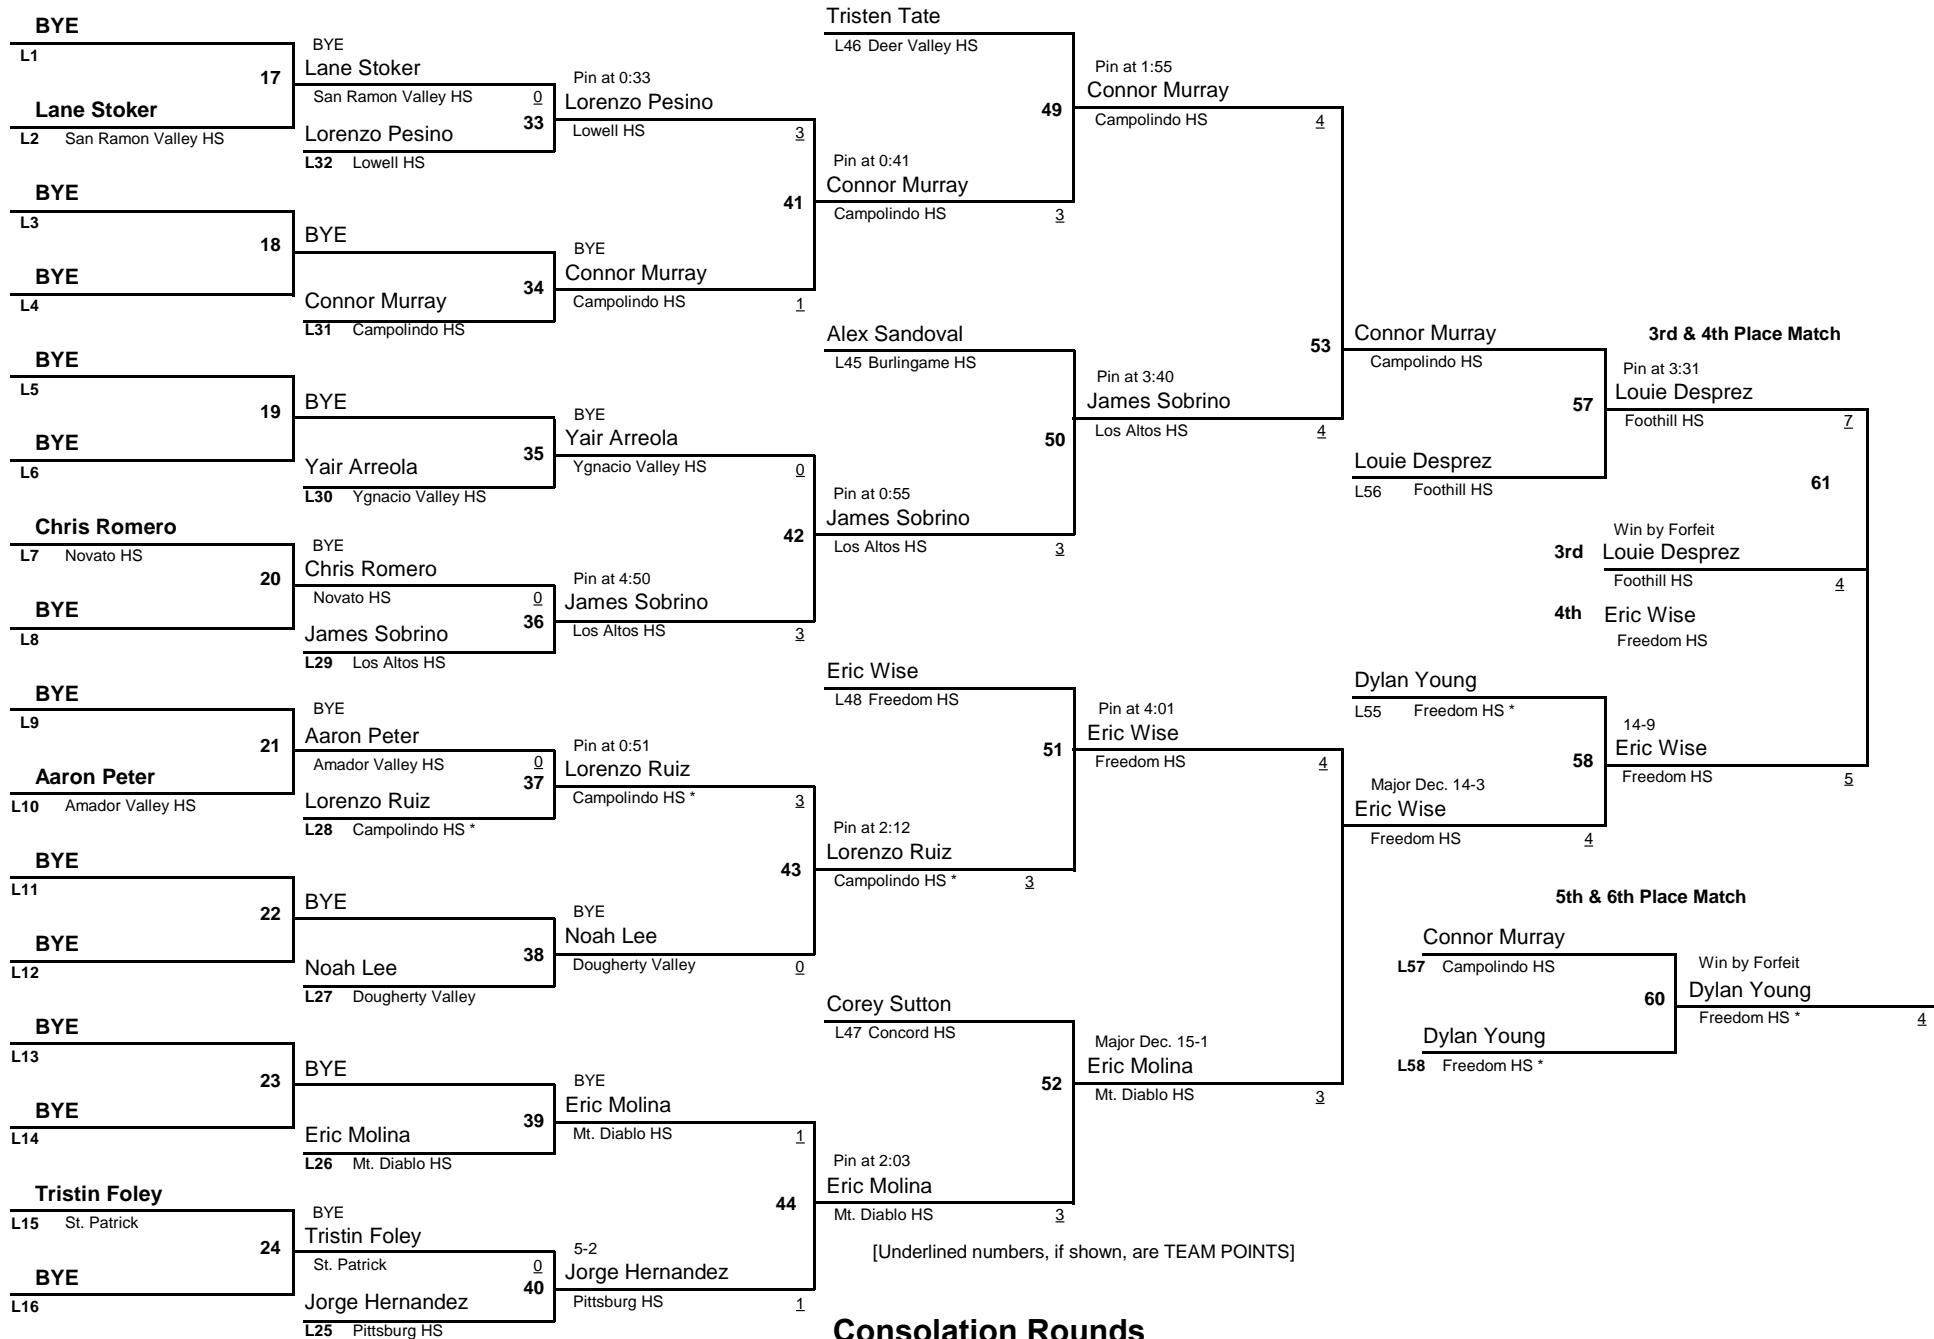 BYE
L1
17
Lane Stoker
L2 San Ramon Valley HS
BYE
L3
18
BYE
L4
BYE
L5
19
BYE
L6
Chris Romero
L7 Novato HS
20
BYE
L8
BYE
L9
21
Aaron Peter
L10 Amador Valley HS
BYE
L11
22
BYE
L12
BYE
L13
23
BYE
L14
Tristin Foley
L15 St. Patrick
24
BYE
L16
BYE
Lane Stoker
San Ramon Valley HS 0
33
Lorenzo Pesino
L32 Lowell HS
BYE
34
Connor Murray
L31 Campolindo HS
BYE
35
Yair Arreola
L30 Ygnacio Valley HS
BYE
Chris Romero
Novato HS 0
36
James Sobrino
L29 Los Altos HS
BYE
Aaron Peter
Amador Valley HS 0
37
Lorenzo Ruiz
L28 Campolindo HS *
BYE
38
Noah Lee
L27 Dougherty Valley
BYE
39
Eric Molina
L26 Mt. Diablo HS
BYE
Tristin Foley
St. Patrick 0
40
Jorge Hernandez
L25 Pittsburg HS
Pin at 0:33
Lorenzo Pesino
Lowell HS 3
41
BYE
Connor Murray
Campolindo HS 1
BYE
Yair Arreola
Ygnacio Valley HS 0
42
Pin at 4:50
James Sobrino
Los Altos HS 3
Pin at 0:51
Lorenzo Ruiz
Campolindo HS * 3
43
BYE
Noah Lee
Dougherty Valley 0
BYE
Eric Molina
Mt. Diablo HS 1
44
5-2
Jorge Hernandez
Pittsburg HS 1
Tristen Tate
L46 Deer Valley HS
49
Pin at 0:41
Connor Murray
Campolindo HS 3
Alex Sandoval
L45 Burlingame HS
50
Pin at 0:55
James Sobrino
Los Altos HS 3
Eric Wise
L48 Freedom HS
51
Pin at 2:12
Lorenzo Ruiz
Campolindo HS * 3
Corey Sutton
L47 Concord HS
52
Pin at 2:03
Eric Molina
Mt. Diablo HS 3
[Underlined numbers, if shown, are TEAM POINTS]
Pin at 1:55
Connor Murray
Campolindo HS 4
53
Pin at 3:40
James Sobrino
Los Altos HS 4
Pin at 4:01
Eric Wise
Freedom HS 4
Major Dec. 15-1
Eric Molina
Mt. Diablo HS 3
Connor Murray
Campolindo HS
57
Louie Desprez
L56 Foothill HS
Dylan Young
L55 Freedom HS *
58
Major Dec. 14-3
Eric Wise
Freedom HS 4
3rd & 4th Place Match
Pin at 3:31
Louie Desprez
Foothill HS 7
61
Win by Forfeit
3rd Louie Desprez
Foothill HS 4
4th Eric Wise
Freedom HS
14-9
Eric Wise
Freedom HS 5
5th & 6th Place Match
Connor Murray
L57 Campolindo HS
60
Dylan Young
L58 Freedom HS *
Win by Forfeit
Dylan Young
Freedom HS * 4
Consolation Rounds